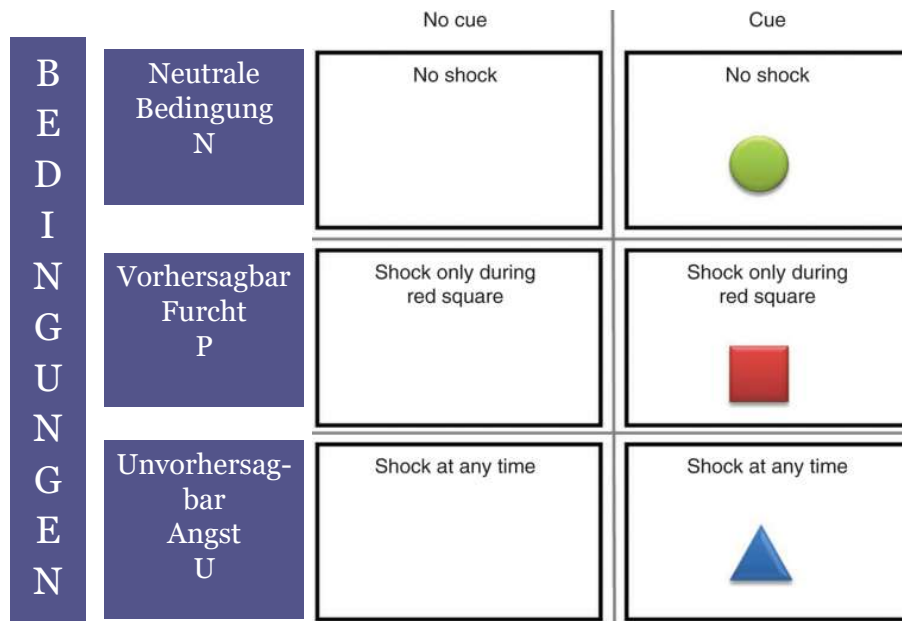 No cue
Cue
B
E
D
I
N
G
U
N
G
E
N
Neutrale
Bedingung
N
No shock
No shock
Vorhersagbar
Furcht
P
Shock only during
red square
Shock only during
red square
Unvorhersag-
bar
Angst
U
Shock at any time
Shock at any time